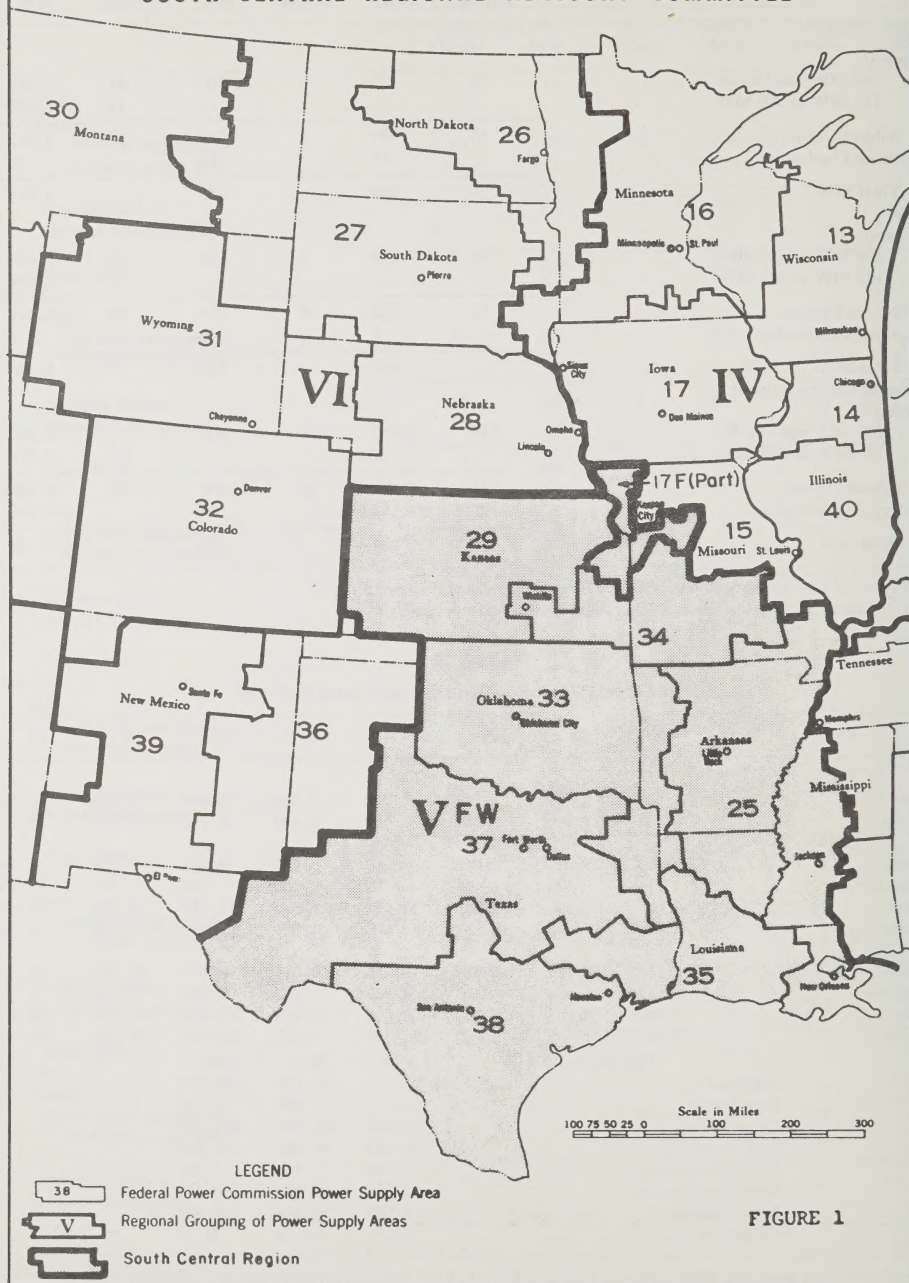 SOUTH CENTRAL REGIONAL ADVISORY COMMITTEE
30
Montana
North Dakota
26
Fargo
Minnesota
16
Minneapolis
St. Paul
13
Wisconsin
27
South Dakota
Pierre
Milwaukee
Wyoming
31
VI
Sioux
City
Iowa
17
IV
Des Moines
Chicago
14
Cheyenne
Nebraska
28
Omaha
Lincoln
Denver
32
Colorado
17F(Part)
Kansas
City
Illinois
40
29
Kansas
15
Missouri
St. Louis
Wichita
34
Tennessee
New Mexico
Santa Fe
39
36
Oklahoma 33
Oklahoma City
Memphis
Arkansas
Little
Rock
25
Mississippi
V FW
37
Fort Worth
Dallas
Jackson
El Paso
Texas
Louisiana
35
New Orleans
Houston
San Antonio
38
Scale in Miles
100 75 50 25 0 100 200 300
LEGEND
38 Federal Power Commission Power Supply Area
V Regional Grouping of Power Supply Areas
South Central Region
FIGURE 1